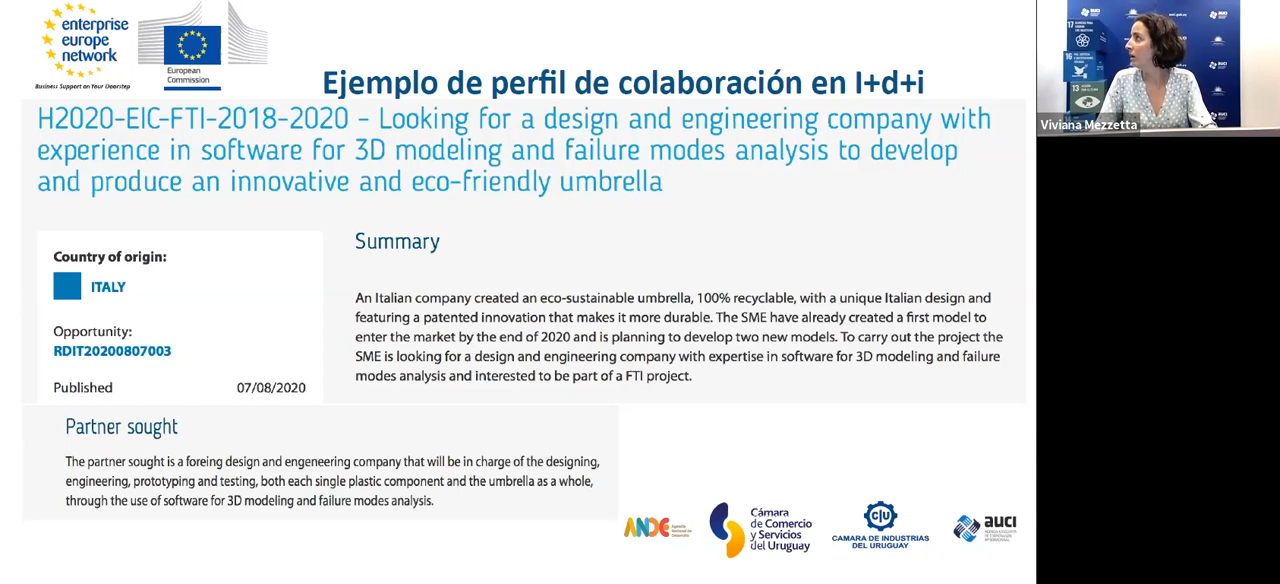 enterprise
europe
network
Business Support on Your Doorstep
European
Commission
Ejemplo de perfil de colaboración en I+d+i
H2020-EIC-FTI-2018-2020 - Looking for a design and engineering company with
experience in software for 3D modeling and failure modes analysis to develop
and produce an innovative and eco-friendly umbrella
Country of origin:
ITALY
Opportunity:
RDIT20200807003
Published 07/08/2020
Summary
An Italian company created an eco-sustainable umbrella, 100% recyclable, with a unique Italian design and
featuring a patented innovation that makes it more durable. The SME have already created a first model to
enter the market by the end of 2020 and is planning to develop two new models. To carry out the project the
SME is looking for a design and engineering company with expertise in software for 3D modeling and failure
modes analysis and interested to be part of a FTI project.
Partner sought
The partner sought is a foreing design and engeneering company that will be in charge of the designing,
engineering, prototyping and testing, both each single plastic component and the umbrella as a whole,
through the use of software for 3D modeling and failure modes analysis.
ANDE
Cámara
de Comercio
y Servicios
del Uruguay
CIU
CAMARA DE INDUSTRIAS
DEL URUGUAY
auci
17
16
13
auci
Viviana Mezzetta